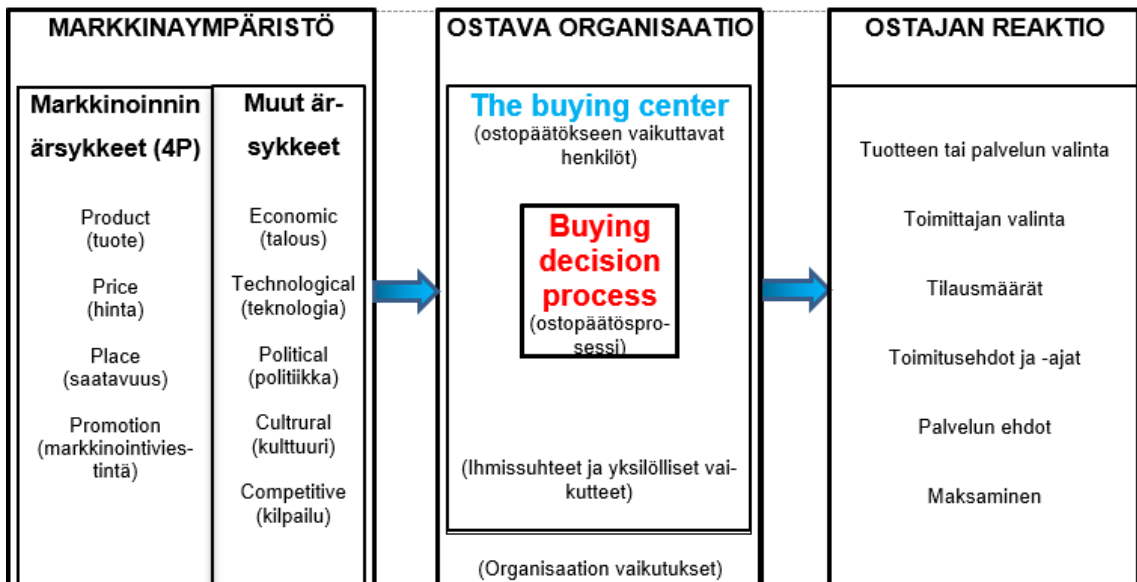 MARKKINAYMPÄRISTÖ
Markkinoinnin
ärsykkeet (4P)
Product
(tuote)
Price
(hinta)
Place
(saatavuus)
Promotion
(markkinointivies-
tintä)
Muut är-
sykkeet
Economic
(talous)
Technological
(teknologia)
Political
(politiikka)
Cultrural
(kulttuuri)
Competitive
(kilpailu)
OSTAVA ORGANISAATIO
The buying center
(ostopäätökseen vaikuttavat
henkilöt)
Buying
decision
process
(ostopäätöspro-
sessi)
(Ihmissuhteet ja yksilölliset vai-
kutteet)
(Organisaation vaikutukset)
OSTAJAN REAKTIO
Tuotteen tai palvelun valinta
Toimittajan valinta
Tilausmäärät
Toimitusehdot ja -ajat
Palvelun ehdot
Maksaminen